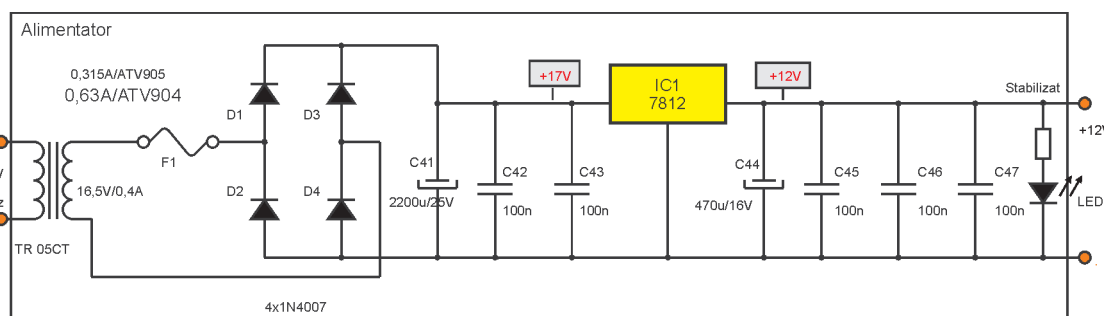 Alimentator
0,315A/ATV905
0,63A/ATV904
D1
D3
+17V
IC1
7812
+12V
Stabilizat
+12V
F1
C41
C42
C43
C44
C45
C46
C47
D2
D4
16,5V/0,4A
2200u/25V
100n
100n
470u/16V
100n
100n
100n
LED
TR 05CT
4x1N4007